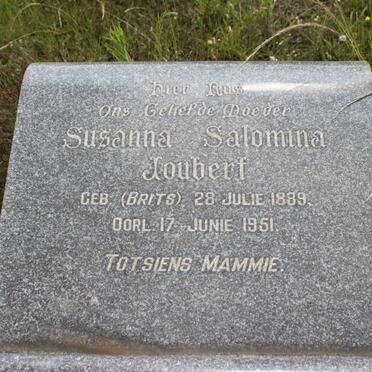 Hier Rus
Ons Geliefde Moeder
Susanna Salomina
Joubert
GEB. (BRITS) 28 JULIE 1889.
OORL. 17 JUNIE 1951.
TOTSIENS MAMMIE.